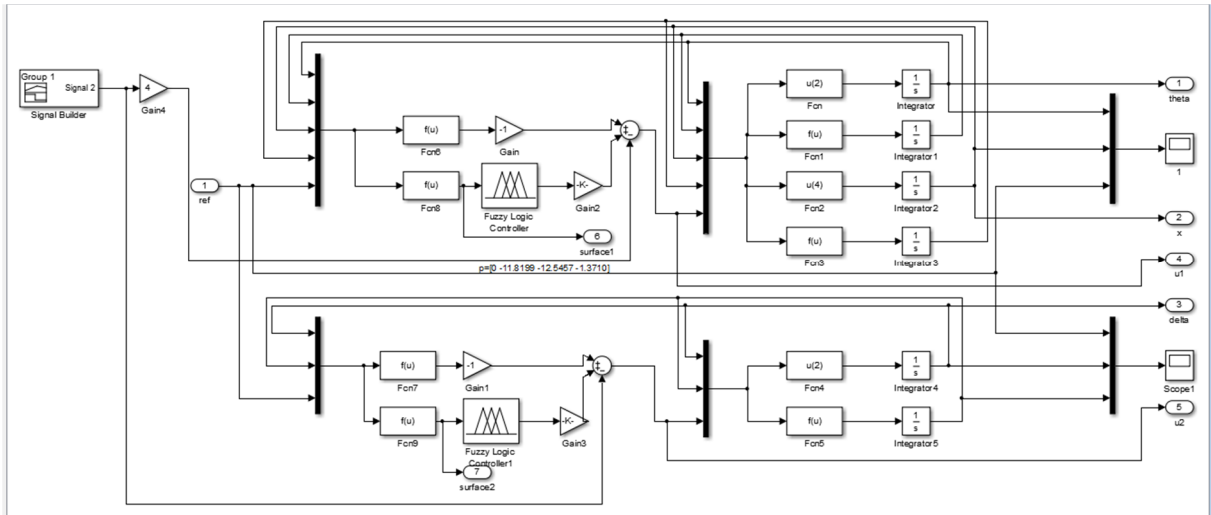 Group 1
Signal 2
Signal Builder
4
Gain4
1
ref
f(u)
Fcn6
-1
Gain
f(u)
Fcn8
Fuzzy Logic
Controller
-K-
Gain2
6
surface1
p=[0 -11.8199 -12.5457 -1.3710]
u(2)
Fcn
1
s
Integrator
f(u)
Fcn1
1
s
Integrator1
u(4)
Fcn2
1
s
Integrator2
f(u)
Fcn3
1
s
Integrator3
1
theta
1
2
x
4
u1
3
delta
f(u)
Fcn7
-1
Gain1
f(u)
Fcn9
Fuzzy Logic
Controller1
-K-
Gain3
7
surface2
u(2)
Fcn4
1
s
Integrator4
f(u)
Fcn5
1
s
Integrator5
Scope1
5
u2